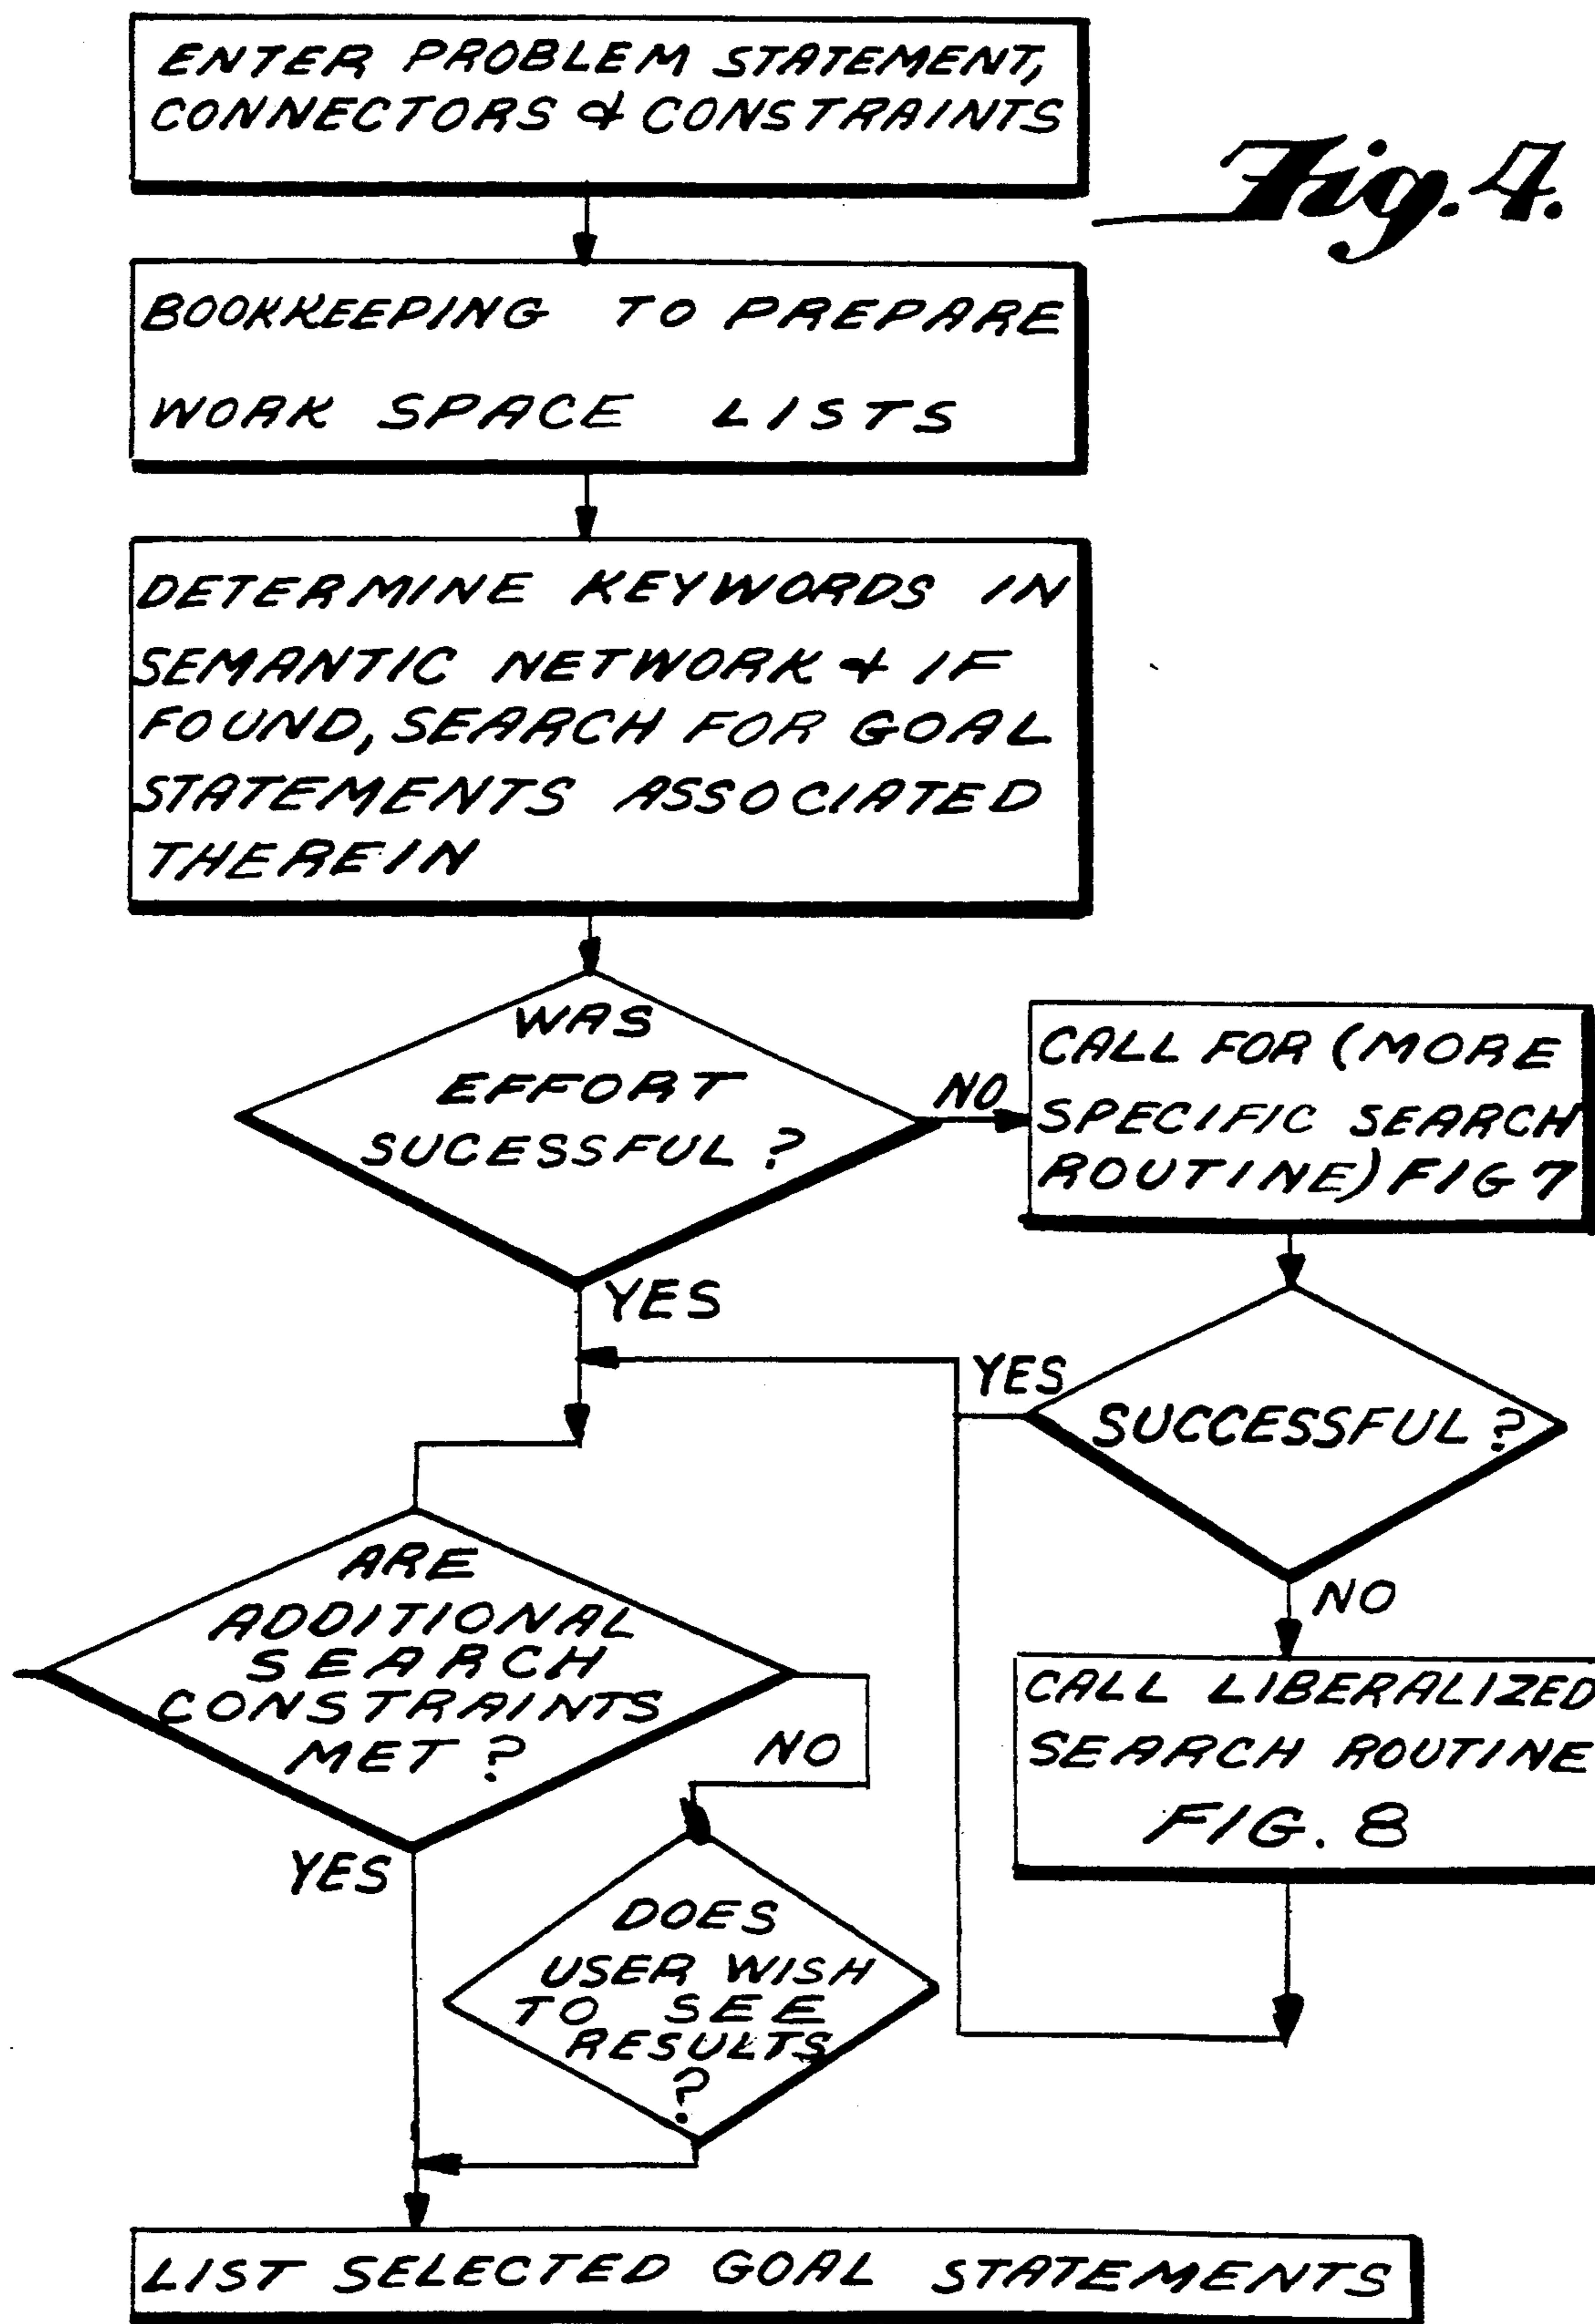 ENTER PROBLEM STATEMENT,
CONNECTORS & CONSTRAINTS
Fig. 4.
BOOKKEEPING TO PREPARE
WORK SPACE LISTS
DETERMINE KEYWORDS IN
SEMANTIC NETWORK & IF
FOUND, SEARCH FOR GOAL
STATEMENTS ASSOCIATED
THEREIN
WAS
EFFORT
SUCESSFUL ?
NO
CALL FOR (MORE
SPECIFIC SEARCH
ROUTINE) FIG 7
YES
YES
SUCCESSFUL ?
NO
ARE
ADDITIONAL
SEARCH
CONSTRAINTS
MET ?
NO
CALL LIBERALIZED
SEARCH ROUTINE
FIG. 8
YES
DOES
USER WISH
TO SEE
RESULTS
?
LIST SELECTED GOAL STATEMENTS